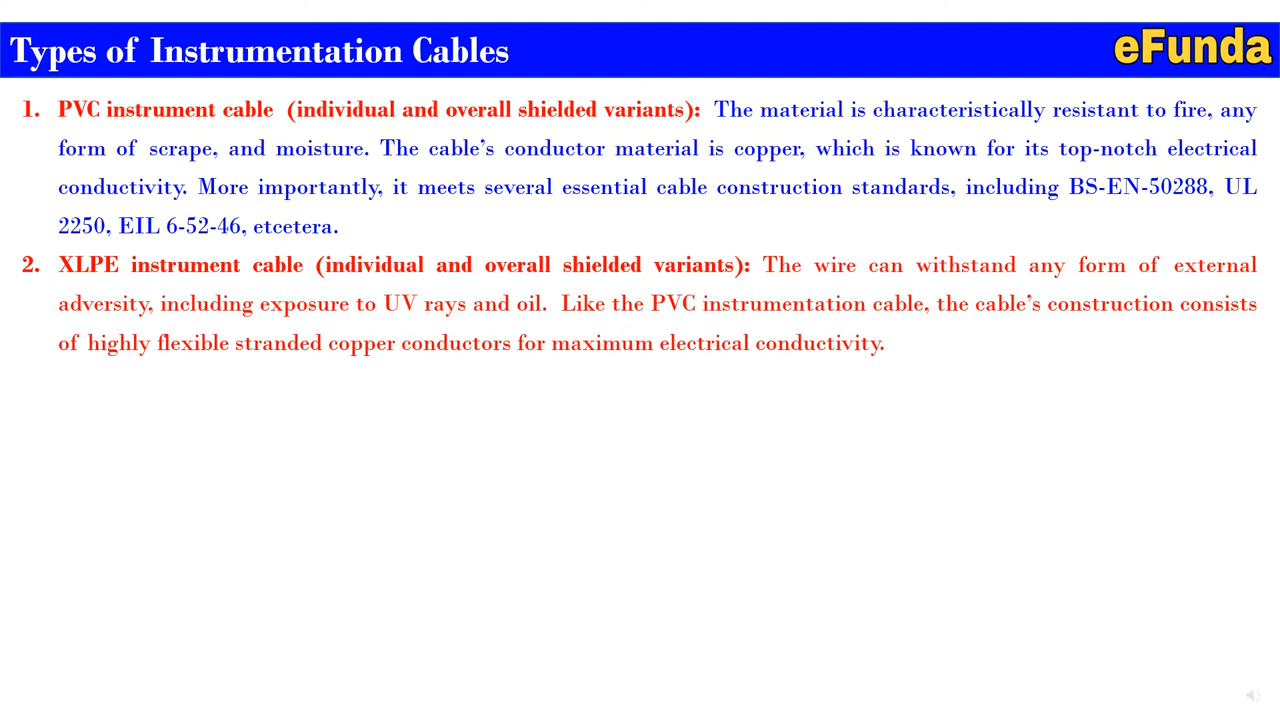 Types of Instrumentation Cables
eFunda
1. PVC instrument cable (individual and overall shielded variants): The material is characteristically resistant to fire, any
form of scrape, and moisture. The cable's conductor material is copper, which is known for its top-notch electrical
conductivity. More importantly, it meets several essential cable construction standards, including BS-EN-50288, UL
2250, EIL 6-52-46, etcetera.
2. XLPE instrument cable (individual and overall shielded variants): The wire can withstand any form of external
adversity, including exposure to UV rays and oil. Like the PVC instrumentation cable, the cable's construction consists
of highly flexible stranded copper conductors for maximum electrical conductivity.